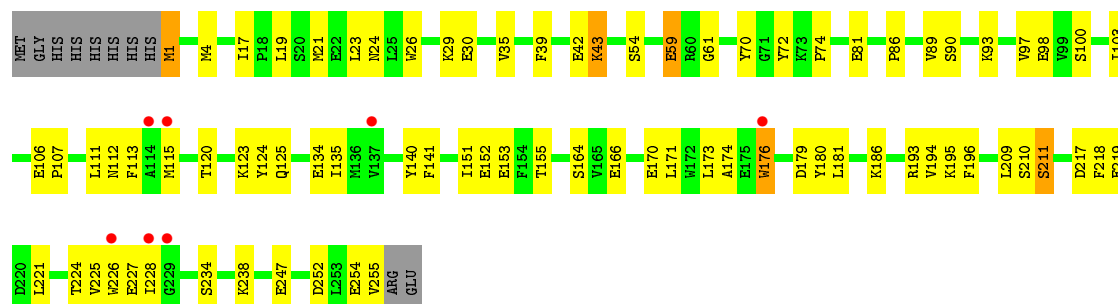 MET GLY HIS HIS HIS HIS HIS HIS M1 M4 I17 P18 L19 S20 M21 E22 L23 N24 L25 W26 K29 E30 V35 F39 E42 K43 S54 E59 R60 G61 Y70 G71 Y72 K73 P74 E81 P86 V89 S90 K93 V97 E98 V99 S100
E106 P107 L111 N112 F113 A114 M115 T120 K123 Y124 Q125 E134 I135 M136 V137 Y140 F141 I151 E152 E153 F154 T155 S164 V165 E166 E170 L171 W172 L173 A174 E175 W176 D179 Y180 L181 K186 R193 V194 K195 F196 L209 S210 S211 D217 F218
D220 L221 T224 V225 W226 E227 I228 G229 S234 K238 E247 D252 L253 E254 V255 ARG GLU